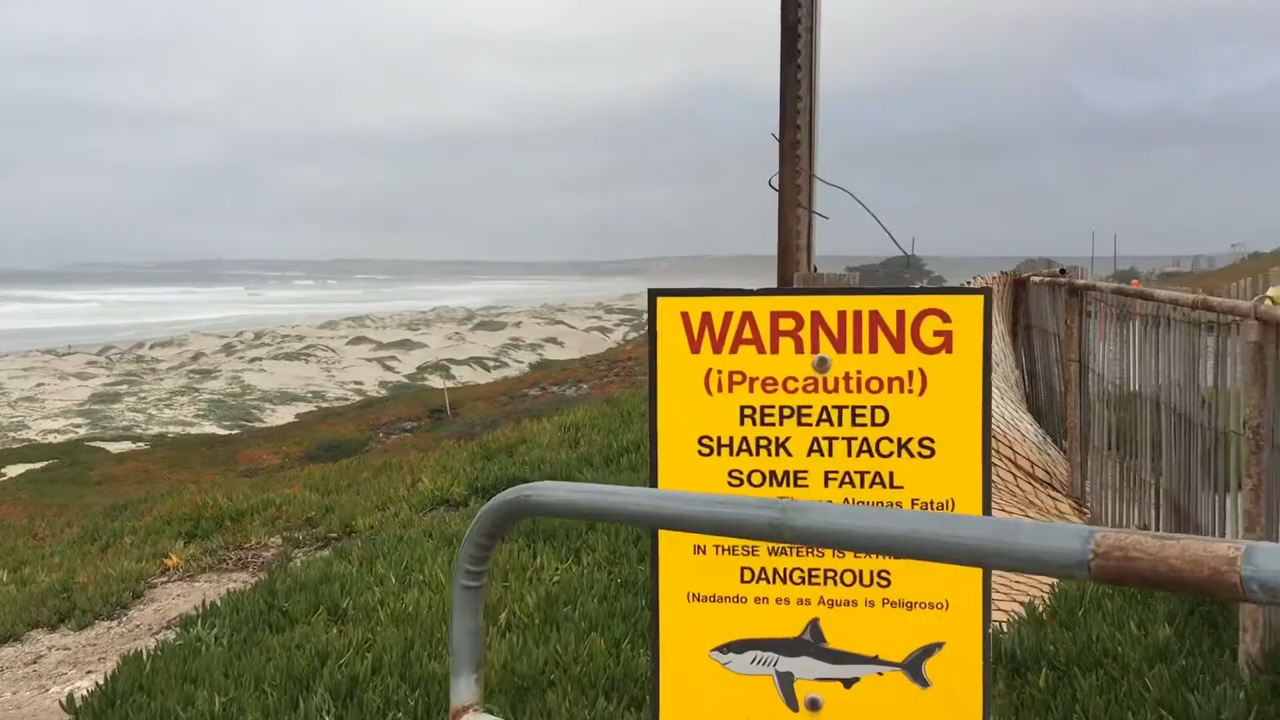 WARNING
(¡Precaution!)
REPEATED
SHARK ATTACKS
SOME FATAL
Algunas Fatal)
IN THESE WATERS IS
DANGEROUS
(Nadando en es as Aguas is Peligroso)